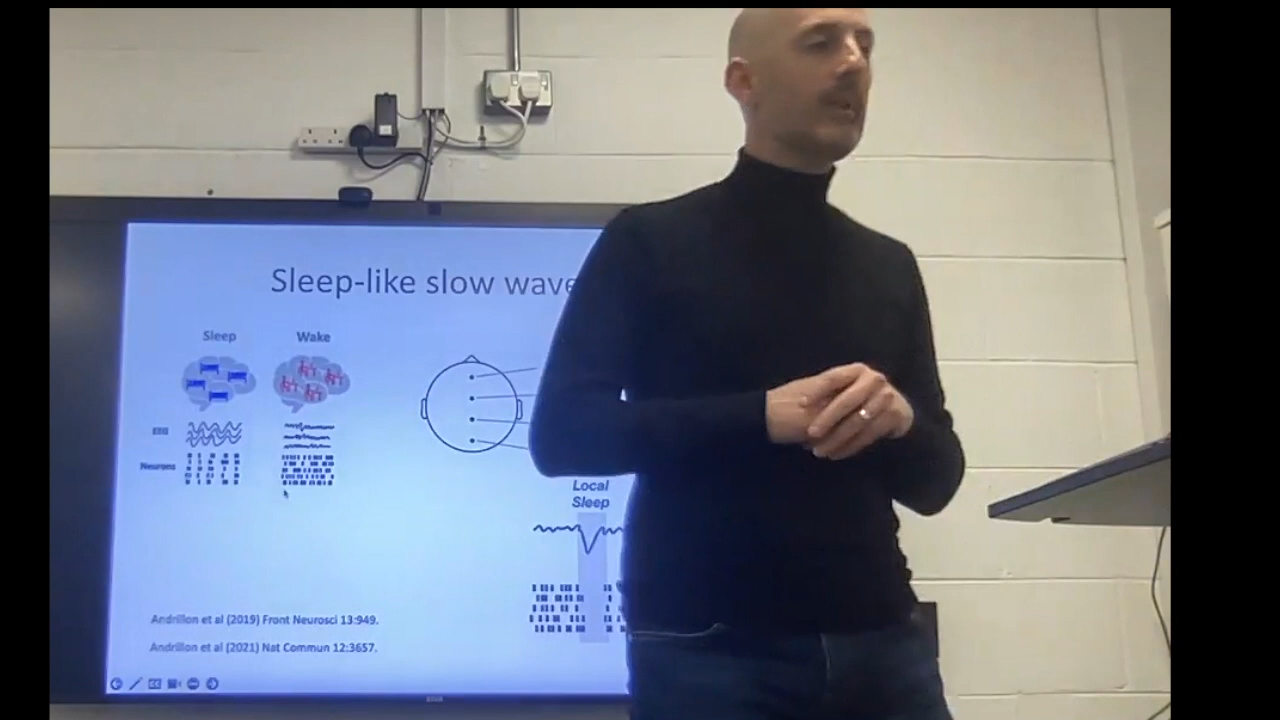 Sleep-like slow wave
Sleep
Wake
EEG
Neurons
Local
Sleep
Andrillon et al (2019) Front Neurosci 13:949.
Andrillon et al (2021) Nat Commun 12:3657.